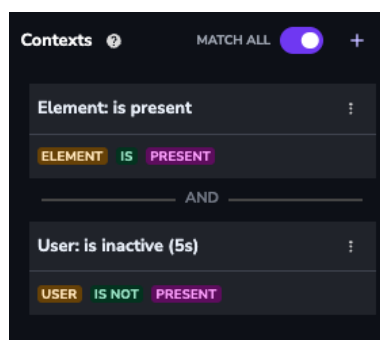 Contexts ? MATCH ALL +
Element: is present
ELEMENT IS PRESENT
AND
User: is inactive (5s)
USER IS NOT PRESENT